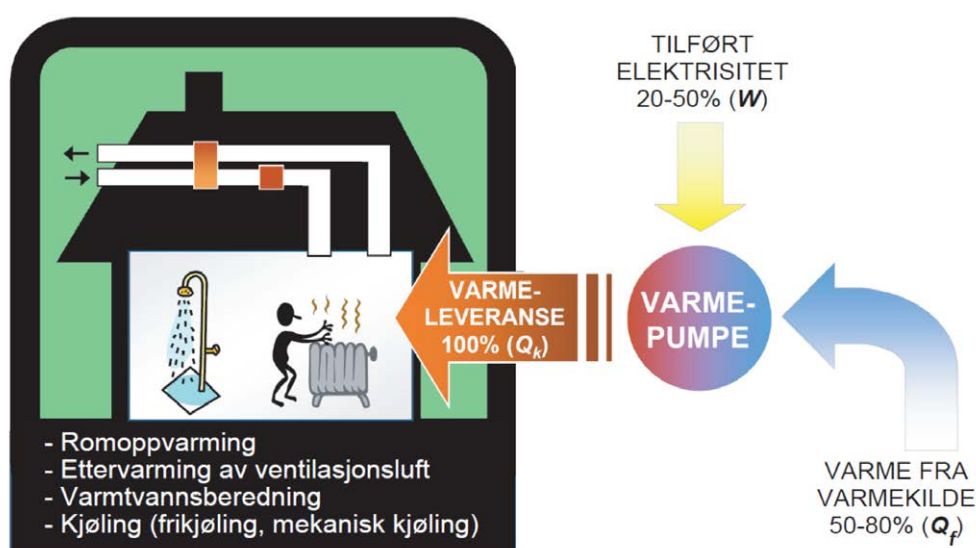 TILFØRT
ELEKTRISITET
20-50% (W)
VARME-
LEVERANSE
100% (Qk)
VARME-
PUMPE
- Romoppvarming
- Ettervarming av ventilasjonsluft
- Varmtvannsberedning
- Kjøling (frikjøling, mekanisk kjøling)
VARME FRA
VARMEKILDE
50-80% (Qf)